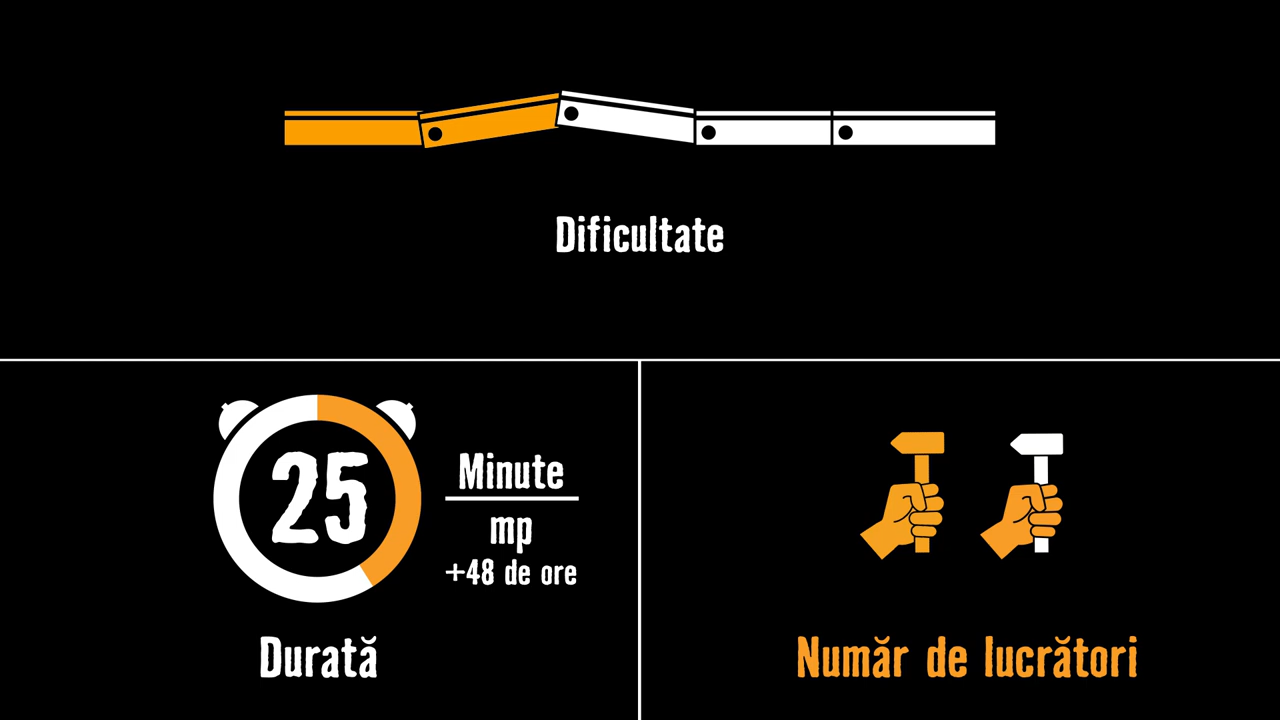 Dificultate
25
Minute
mp
+48 de ore
Durată
Număr de lucrători